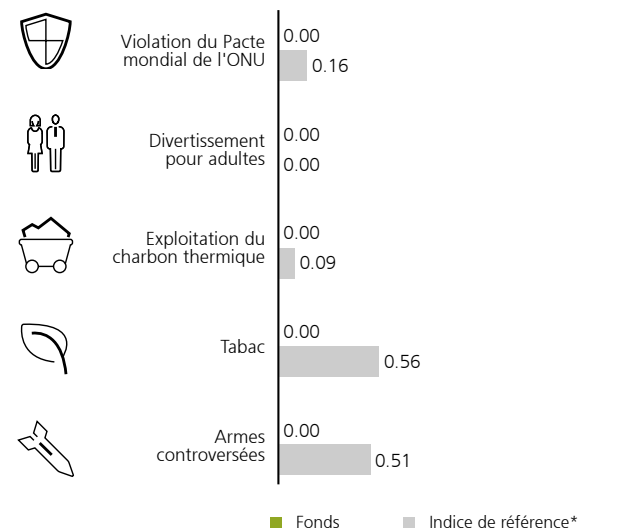 Violation du Pacte
mondial de l'ONU
0.00
0.16
Divertissement
pour adultes
0.00
0.00
Exploitation du
charbon thermique
0.00
0.09
Tabac
0.00
0.56
Armes
controversées
0.00
0.51
Fonds
Indice de référence*